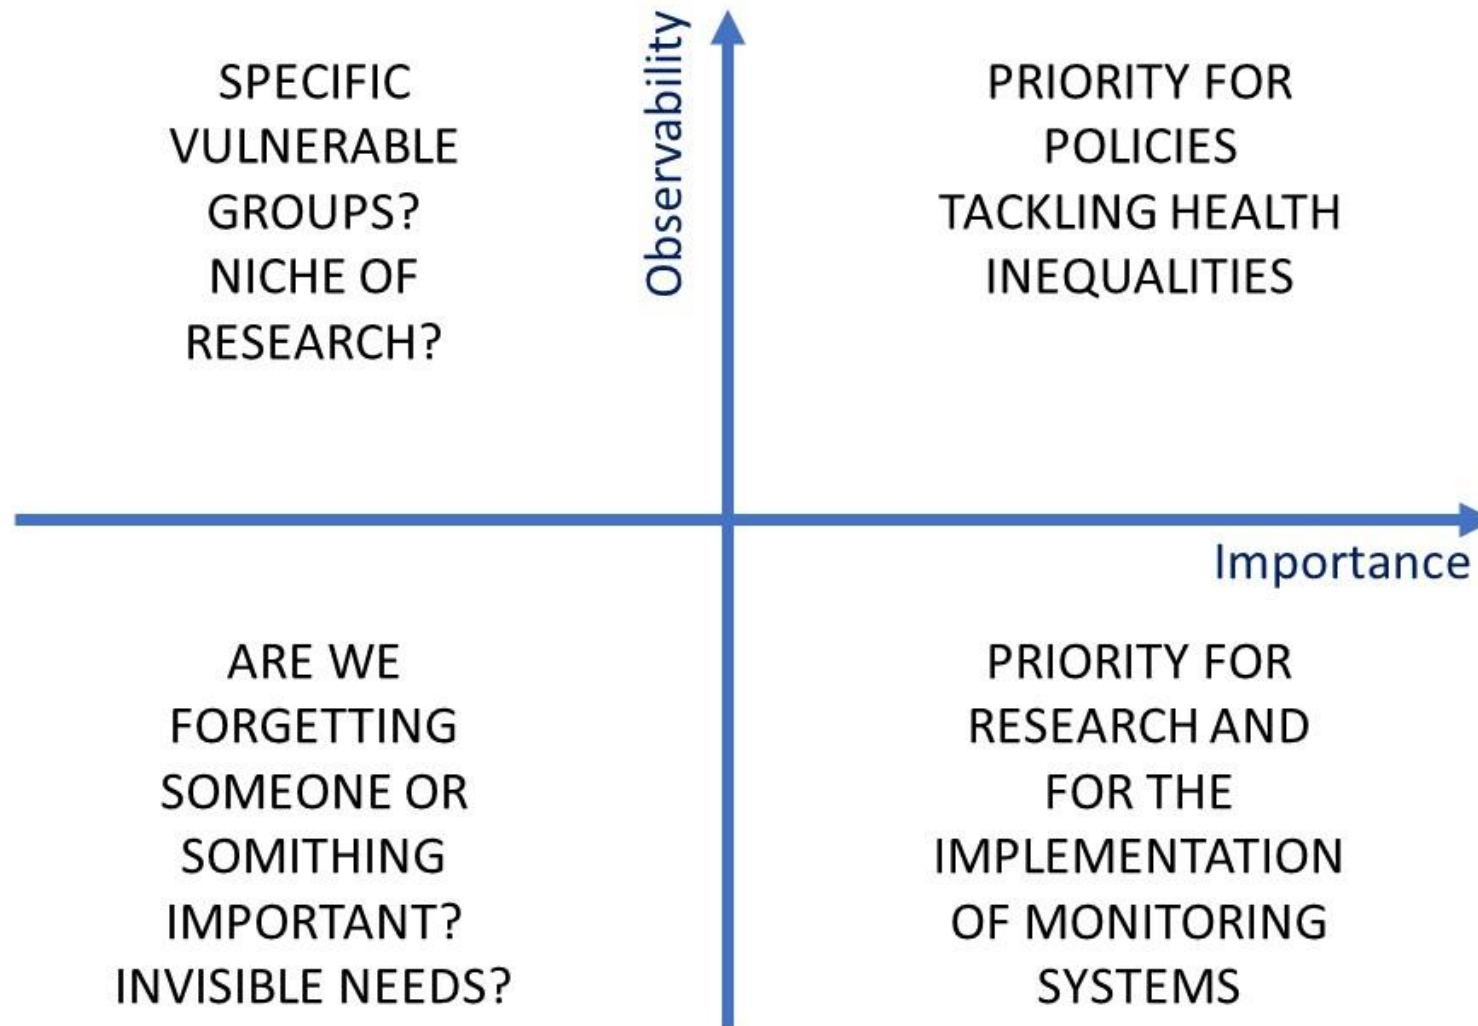 SPECIFIC
VULNERABLE
GROUPS?
NICHE OF
RESEARCH?
Observability
PRIORITY FOR
POLICIES
TACKLING HEALTH
INEQUALITIES
Importance
ARE WE
FORGETTING
SOMEONE OR
SOMITHING
IMPORTANT?
INVISIBLE NEEDS?
PRIORITY FOR
RESEARCH AND
FOR THE
IMPLEMENTATION
OF MONITORING
SYSTEMS